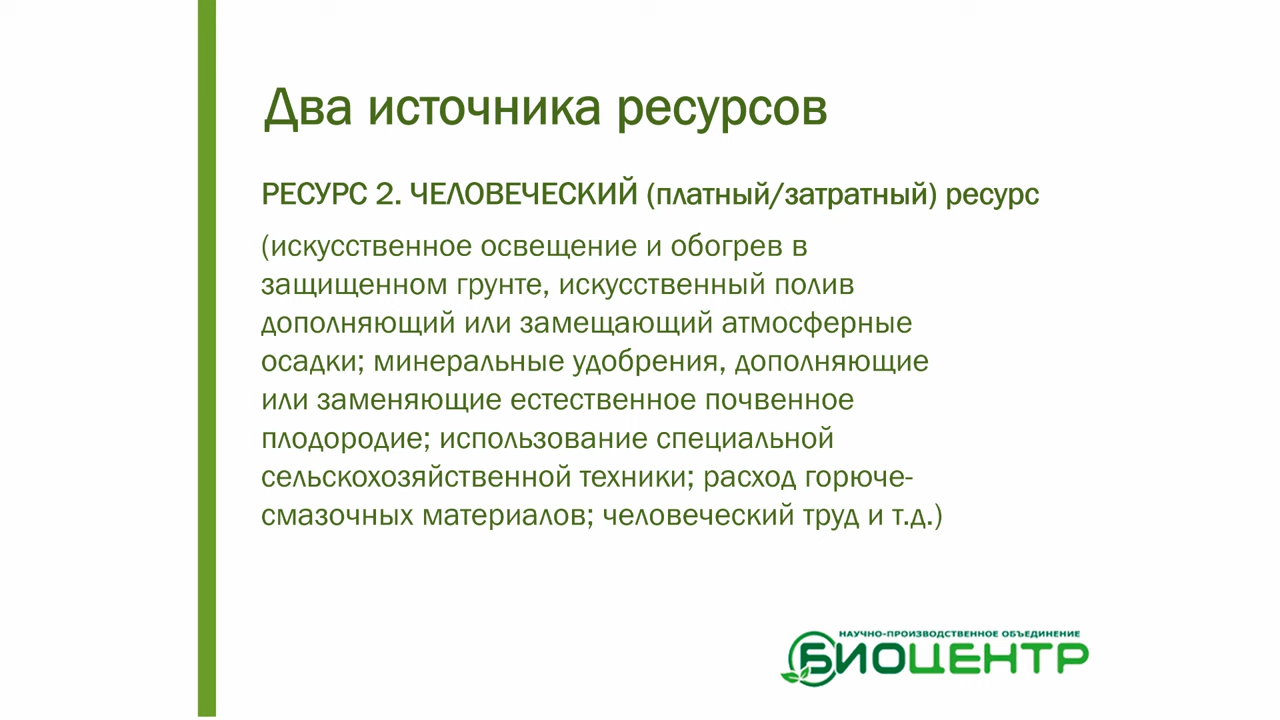 Два источника ресурсов
РЕСУРС 2. ЧЕЛОВЕЧЕСКИЙ (платный/затратный) ресурс
(искусственное освещение и обогрев в
защищенном грунте, искусственный полив
дополняющий или замещающий атмосферные
осадки; минеральные удобрения, дополняющие
или заменяющие естественное почвенное
плодородие; использование специальной
сельскохозяйственной техники; расход горюче-
смазочных материалов; человеческий труд и т.д.)
НАУЧНО-ПРОИЗВОДСТВЕННОЕ ОБЪЕДИНЕНИЕ
БИОЦЕНТР